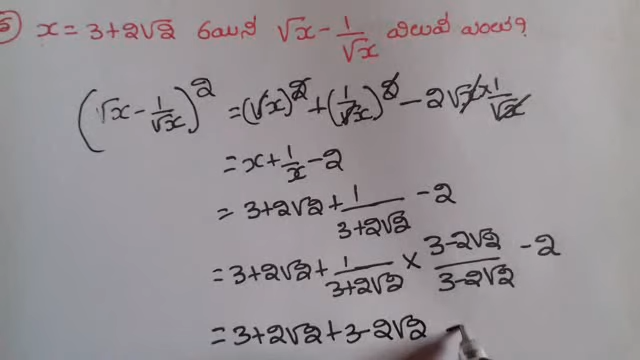 x = 3+2√2 ಆದರೆ √x - 1/√x
(√x - 1/√x)² = (√x)² + (1/√x)² - 2√x × 1/√x
= x + 1/x - 2
= 3+2√2 + 1/(3+2√2) - 2
= 3+2√2 + 1/(3+2√2) × (3-2√2)/(3-2√2) - 2
= 3+2√2 + 3-2√2 -